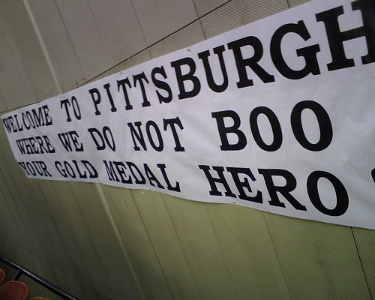 WELCOME TO PITTSBURGH
WHERE WE DO NOT BOO
YOUR GOLD MEDAL HERO